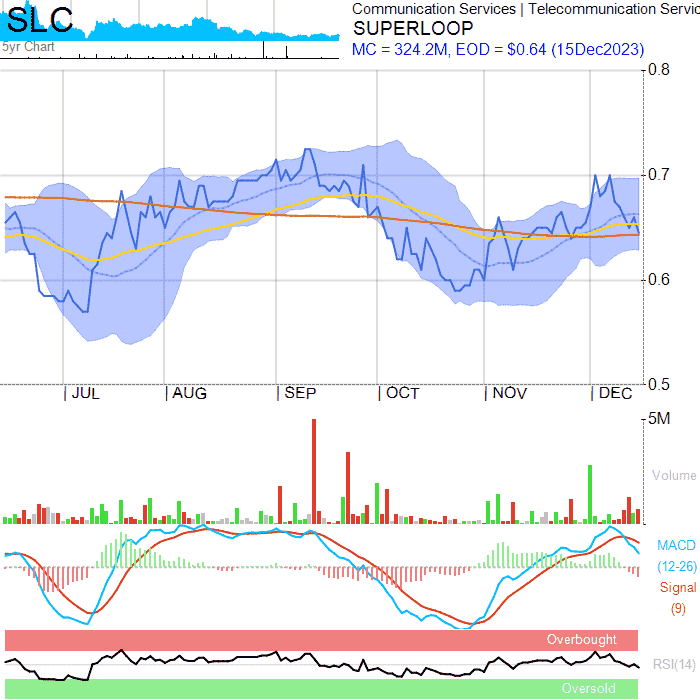 SLC
5yr Chart
Communication Services | Telecommunication Servic
SUPERLOOP
MC = 324.2M, EOD = $0.64 (15Dec2023)
0.8
0.7
0.6
0.5
JUL
AUG
SEP
OCT
NOV
DEC
5M
Volume
MACD
(12-26)
Signal
(9)
Overbought
RSI(14)
Oversold